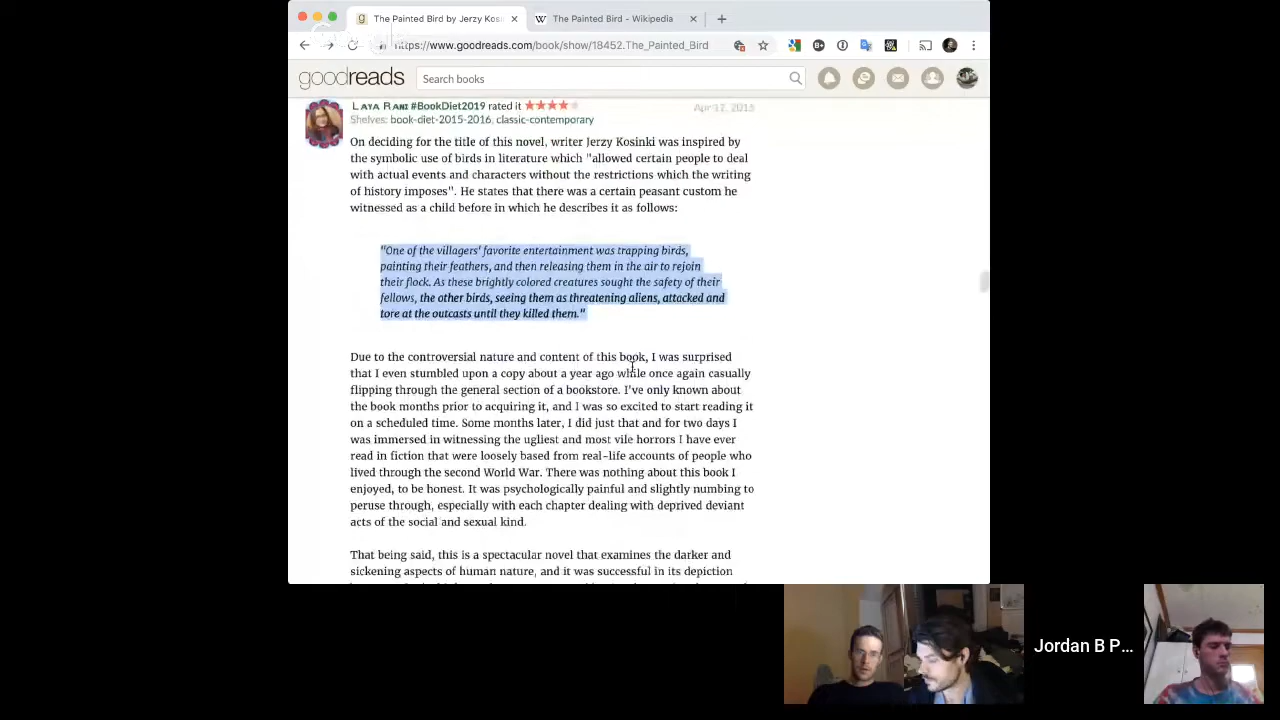 The Painted Bird by Jerzy Kosi
The Painted Bird - Wikipedia
https://www.goodreads.com/book/show/18452.The_Painted_Bird
goodreads
Search books
Laya Rani #BookDiet2019 rated it
Apr 12, 2015
Shelves: book-diet-2015-2016, classic-contemporary
On deciding for the title of this novel, writer Jerzy Kosinki was inspired by
the symbolic use of birds in literature which "allowed certain people to deal
with actual events and characters without the restrictions which the writing
of history imposes". He states that there was a certain peasant custom he
witnessed as a child before in which he describes it as follows:
"One of the villagers' favorite entertainment was trapping birds,
painting their feathers, and then releasing them in the air to rejoin
their flock. As these brightly colored creatures sought the safety of their
fellows, the other birds, seeing them as threatening aliens, attacked and
tore at the outcasts until they killed them."
Due to the controversial nature and content of this book, I was surprised
that I even stumbled upon a copy about a year ago while once again casually
flipping through the general section of a bookstore. I've only known about
the book months prior to acquiring it, and I was so excited to start reading it
on a scheduled time. Some months later, I did just that and for two days I
was immersed in witnessing the ugliest and most vile horrors I have ever
read in fiction that were loosely based from real-life accounts of people who
lived through the second World War. There was nothing about this book I
enjoyed, to be honest. It was psychologically painful and slightly numbing to
peruse through, especially with each chapter dealing with deprived deviant
acts of the social and sexual kind.
That being said, this is a spectacular novel that examines the darker and
sickening aspects of human nature, and it was successful in its depiction
Jordan B P...